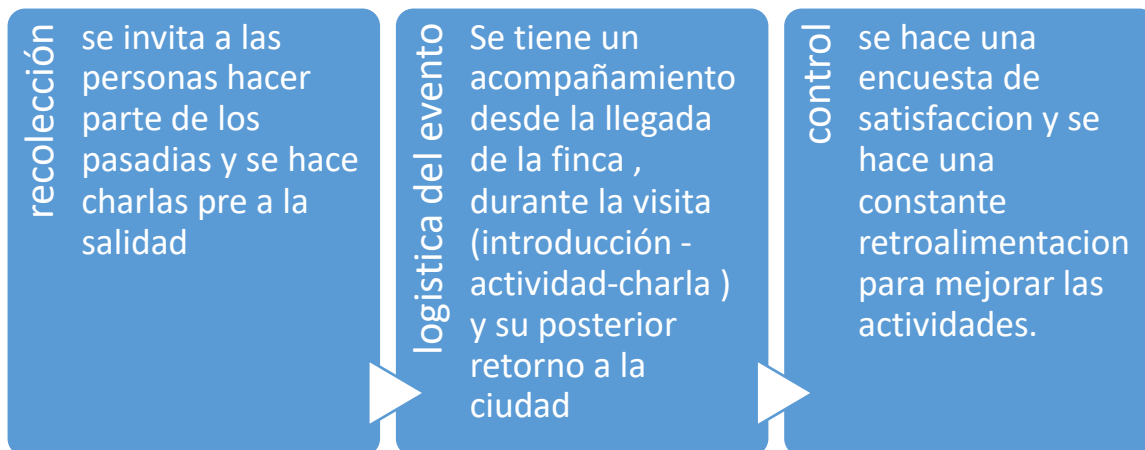 recolección
se invita a las
personas hacer
parte de los
pasadias y se hace
charlas pre a la
salidad
logistica del evento
Se tiene un
acompañamiento
desde la llegada
de la finca ,
durante la visita
(introducción -
actividad-charla )
y su posterior
retorno a la
ciudad
control
se hace una
encuesta de
satisfaccion y se
hace una
constante
retroalimentacion
para mejorar las
actividades.